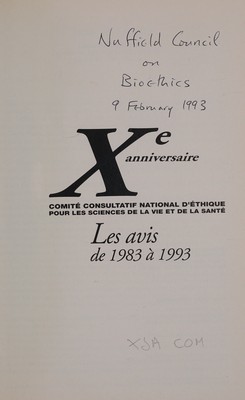 Nuffield Council
on
Bioethics
9 February 1993
Xe
anniversaire
COMITÉ CONSULTATIF NATIONAL D'ÉTHIQUE
POUR LES SCIENCES DE LA VIE ET DE LA SANTÉ
Les avis
de 1983 à 1993
XJA COM